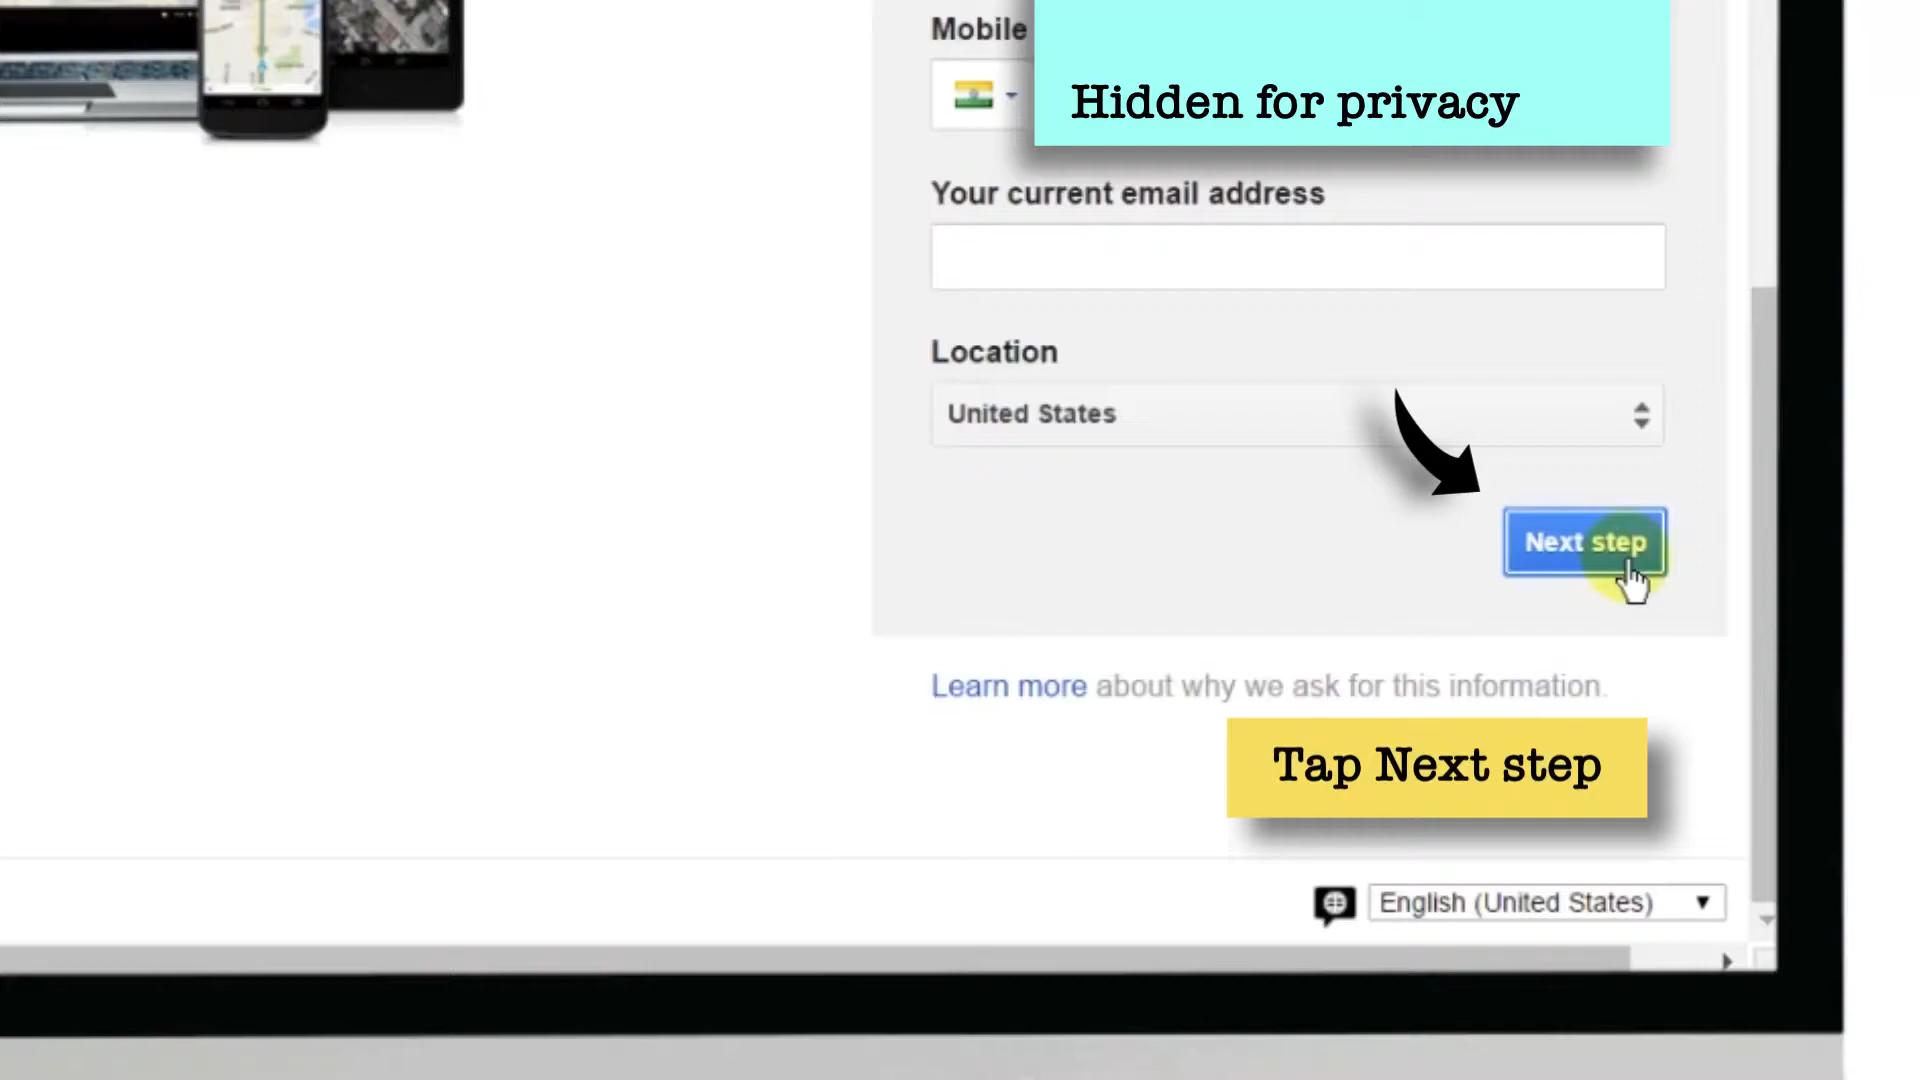 Mobile
Hidden for privacy
Your current email address
Location
United States
Next step
Learn more about why we ask for this information.
Tap Next step
English (United States)